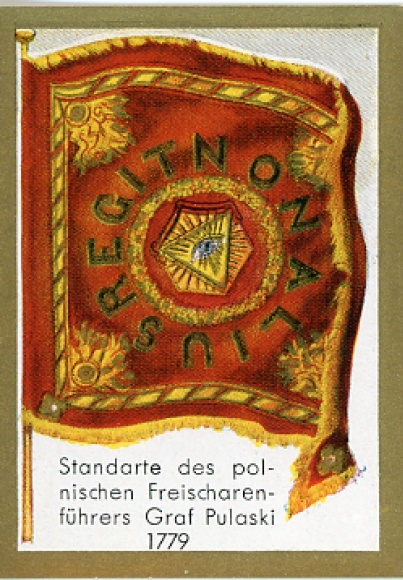 NON ALIUS REGIT
Standarte des pol-
nischen Freischaren-
führers Graf Pulaski
1779